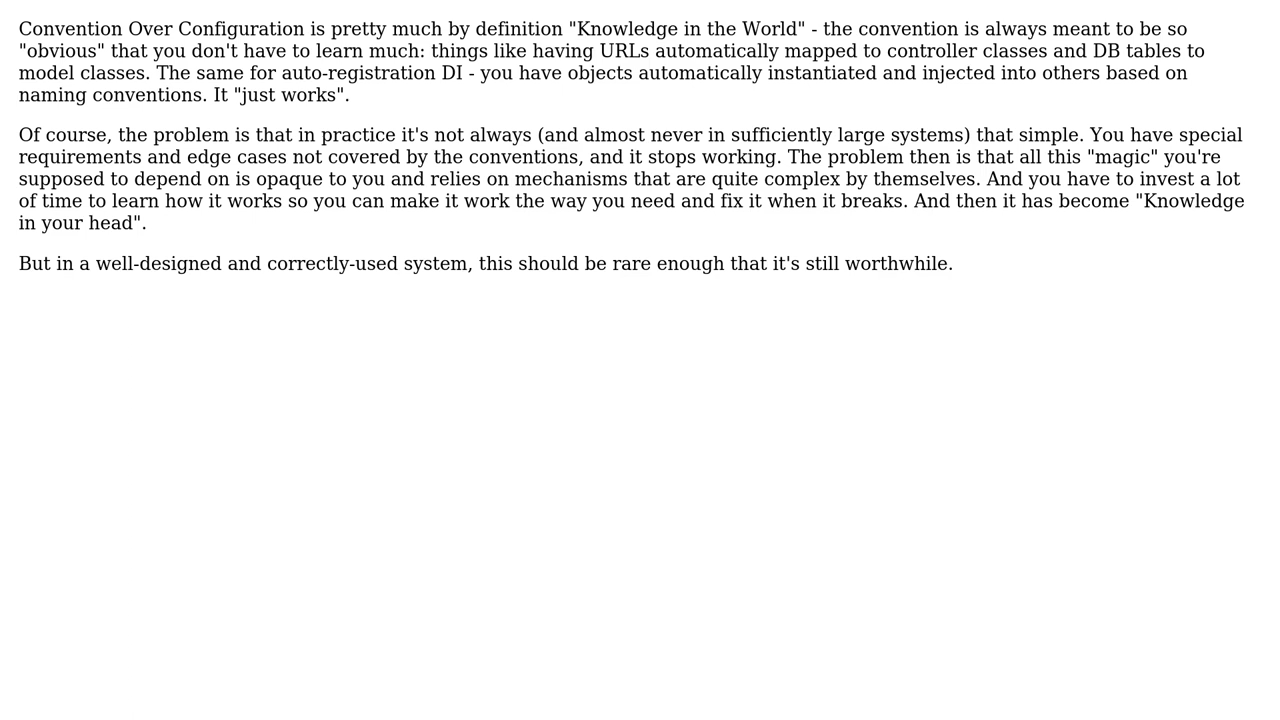 Convention Over Configuration is pretty much by definition "Knowledge in the World" - the convention is always meant to be so
"obvious" that you don't have to learn much: things like having URLs automatically mapped to controller classes and DB tables to
model classes. The same for auto-registration DI - you have objects automatically instantiated and injected into others based on
naming conventions. It "just works".
Of course, the problem is that in practice it's not always (and almost never in sufficiently large systems) that simple. You have special
requirements and edge cases not covered by the conventions, and it stops working. The problem then is that all this "magic" you're
supposed to depend on is opaque to you and relies on mechanisms that are quite complex by themselves. And you have to invest a lot
of time to learn how it works so you can make it work the way you need and fix it when it breaks. And then it has become "Knowledge
in your head".
But in a well-designed and correctly-used system, this should be rare enough that it's still worthwhile.